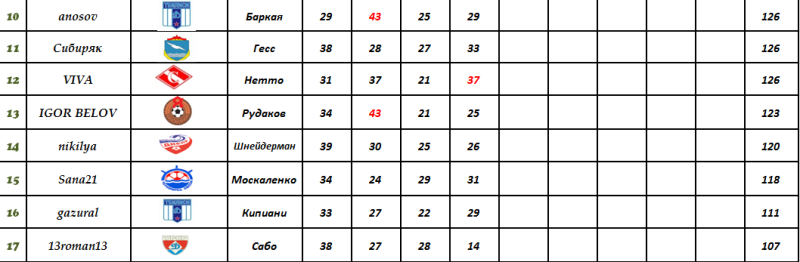 10 anosov Баркая 29 43 25 29 126
11 Сибиряк Гесс 38 28 27 33 126
12 VIVA Нетто 31 37 21 37 126
13 IGOR BELOV Рудаков 34 43 21 25 123
14 nikilya Шнейдерман 39 30 25 26 120
15 Sana21 Москаленко 34 24 29 31 118
16 gazural Кипиани 33 27 22 29 111
17 13roman13 Сабо 38 27 28 14 107